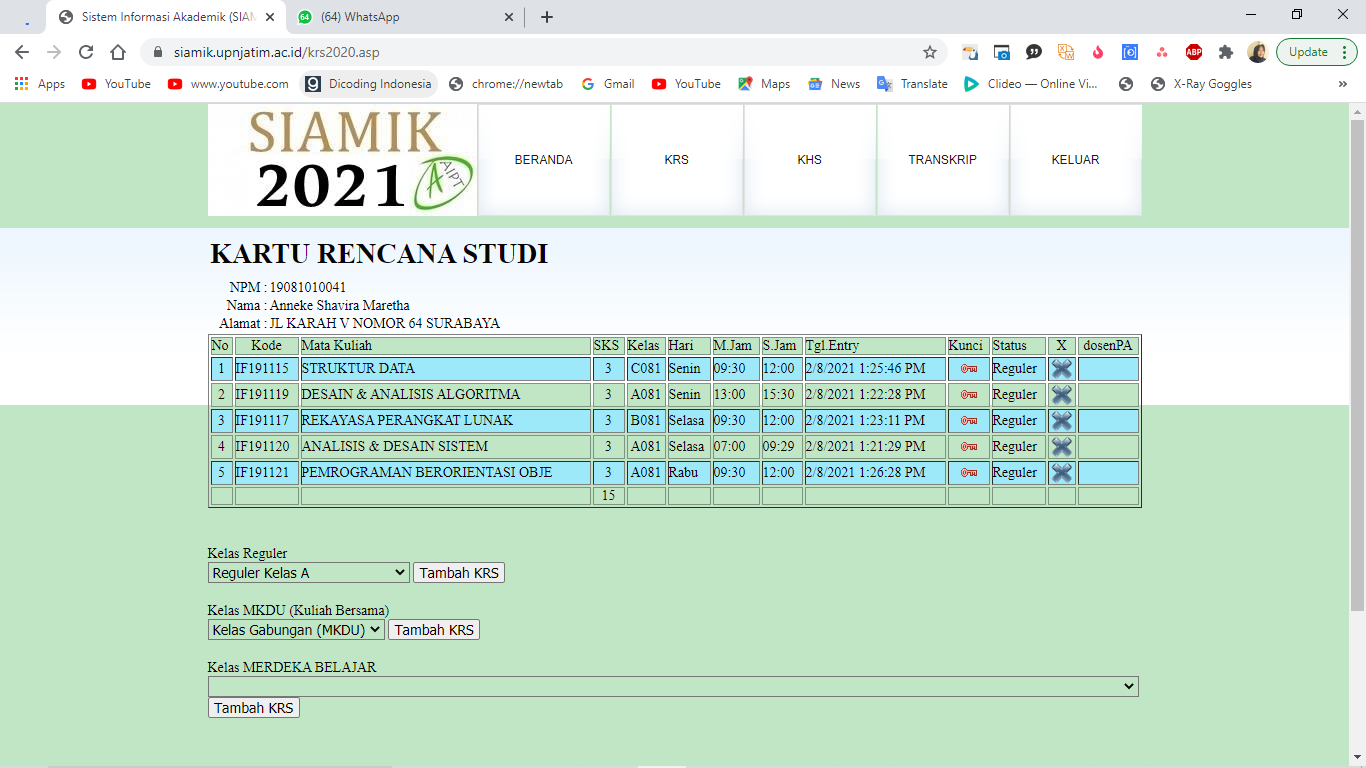 Sistem Informasi Akademik (SIAM
(64) WhatsApp
siamik.upnjatim.ac.id/krs2020.asp
ABP
Update
Apps YouTube www.youtube.com Dicoding Indonesia chrome://newtab Gmail YouTube Maps News Translate Clideo — Online Vi... X-Ray Goggles »
SIAMIK
2021
A AIPT
BERANDA KRS KHS TRANSKRIP KELUAR
KARTU RENCANA STUDI
NPM : 19081010041
Nama : Anneke Shavira Maretha
Alamat : JL KARAH V NOMOR 64 SURABAYA
No Kode Mata Kuliah SKS Kelas Hari M.Jam S.Jam Tgl.Entry Kunci Status X dosenPA
1 IF191115 STRUKTUR DATA 3 C081 Senin 09:30 12:00 2/8/2021 1:25:46 PM Reguler
2 IF191119 DESAIN & ANALISIS ALGORITMA 3 A081 Senin 13:00 15:30 2/8/2021 1:22:28 PM Reguler
3 IF191117 REKAYASA PERANGKAT LUNAK 3 B081 Selasa 09:30 12:00 2/8/2021 1:23:11 PM Reguler
4 IF191120 ANALISIS & DESAIN SISTEM 3 A081 Selasa 07:00 09:29 2/8/2021 1:21:29 PM Reguler
5 IF191121 PEMROGRAMAN BERORIENTASI OBJE 3 A081 Rabu 09:30 12:00 2/8/2021 1:26:28 PM Reguler
15
Kelas Reguler
Reguler Kelas A Tambah KRS
Kelas MKDU (Kuliah Bersama)
Kelas Gabungan (MKDU) Tambah KRS
Kelas MERDEKA BELAJAR
Tambah KRS